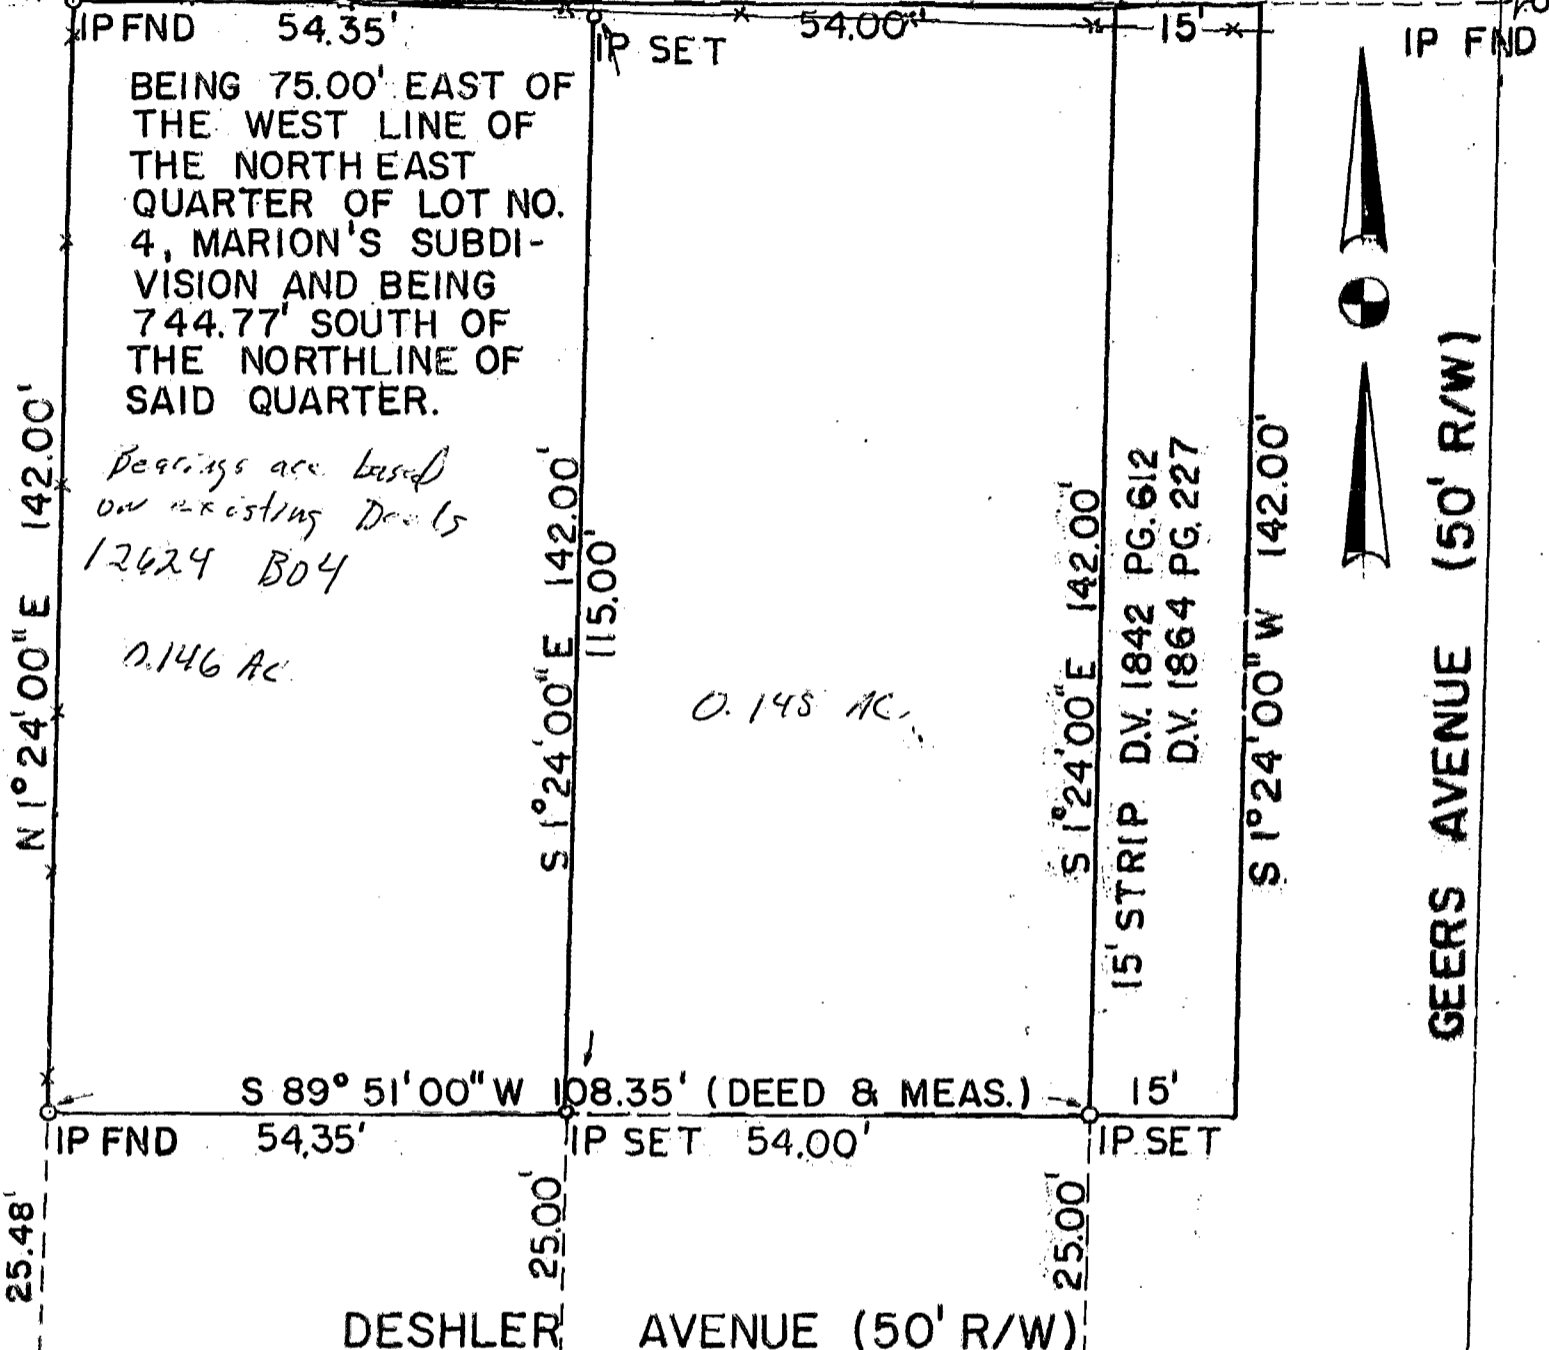 IP FND 54.35' IP SET 54.00' 15' IP FND
BEING 75.00' EAST OF
THE WEST LINE OF
THE NORTH EAST
QUARTER OF LOT NO.
4, MARION'S SUBDI-
VISION AND BEING
744.77' SOUTH OF
THE NORTHLINE OF
SAID QUARTER.
Bearings are based
on existing Deeds
12624 B04
0.146 AC
0.145 AC.
N 1° 24' 00" E 142.00'
S 1° 24' 00" E 142.00'
115.00'
S 1° 24' 00" E 142.00'
15' STRIP D.V. 1842 PG. 612
D.V. 1864 PG. 227
S 1° 24' 00" W 142.00'
GEERS AVENUE (50' R/W)
S 89° 51' 00" W 108.35' (DEED & MEAS.) 15'
IP FND 54.35' IP SET 54.00' IP SET
25.48'
25.00'
25.00'
DESHLER AVENUE (50' R/W)